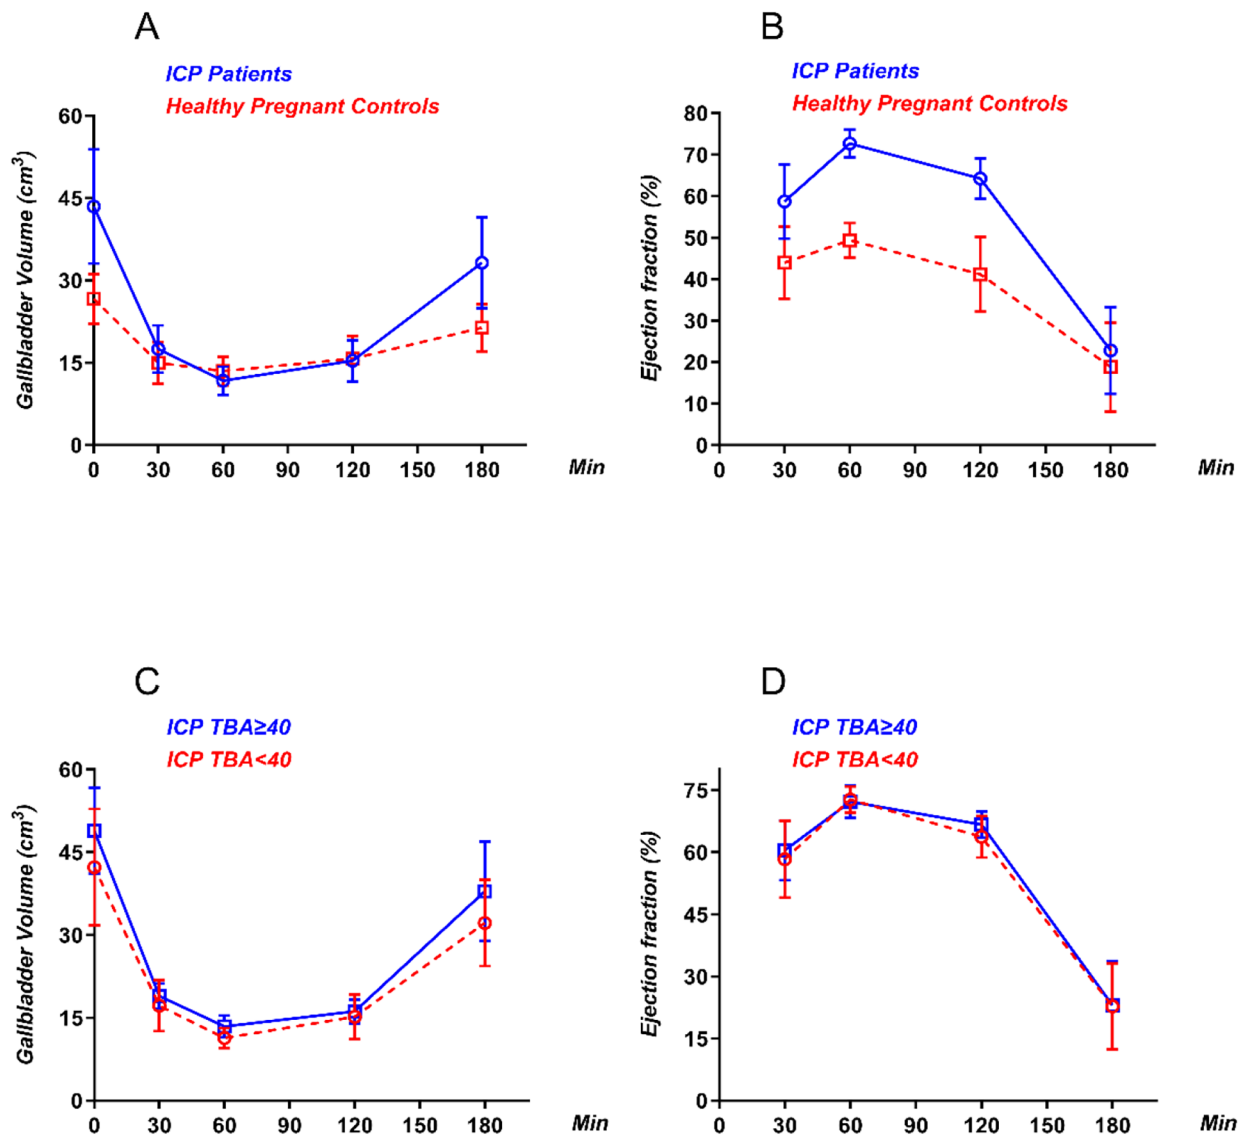 A
ICP Patients
Healthy Pregnant Controls
Gallbladder Volume (cm³)
60
45
30
15
0
0 30 60 90 120 150 180 Min
B
ICP Patients
Healthy Pregnant Controls
Ejection fraction (%)
80
70
60
50
40
30
20
10
0
0 30 60 90 120 150 180 Min
C
ICP TBA≥40
ICP TBA<40
Gallbladder Volume (cm³)
60
45
30
15
0
0 30 60 90 120 150 180 Min
D
ICP TBA≥40
ICP TBA<40
Ejection fraction (%)
75
60
45
30
15
0
0 30 60 90 120 150 180 Min